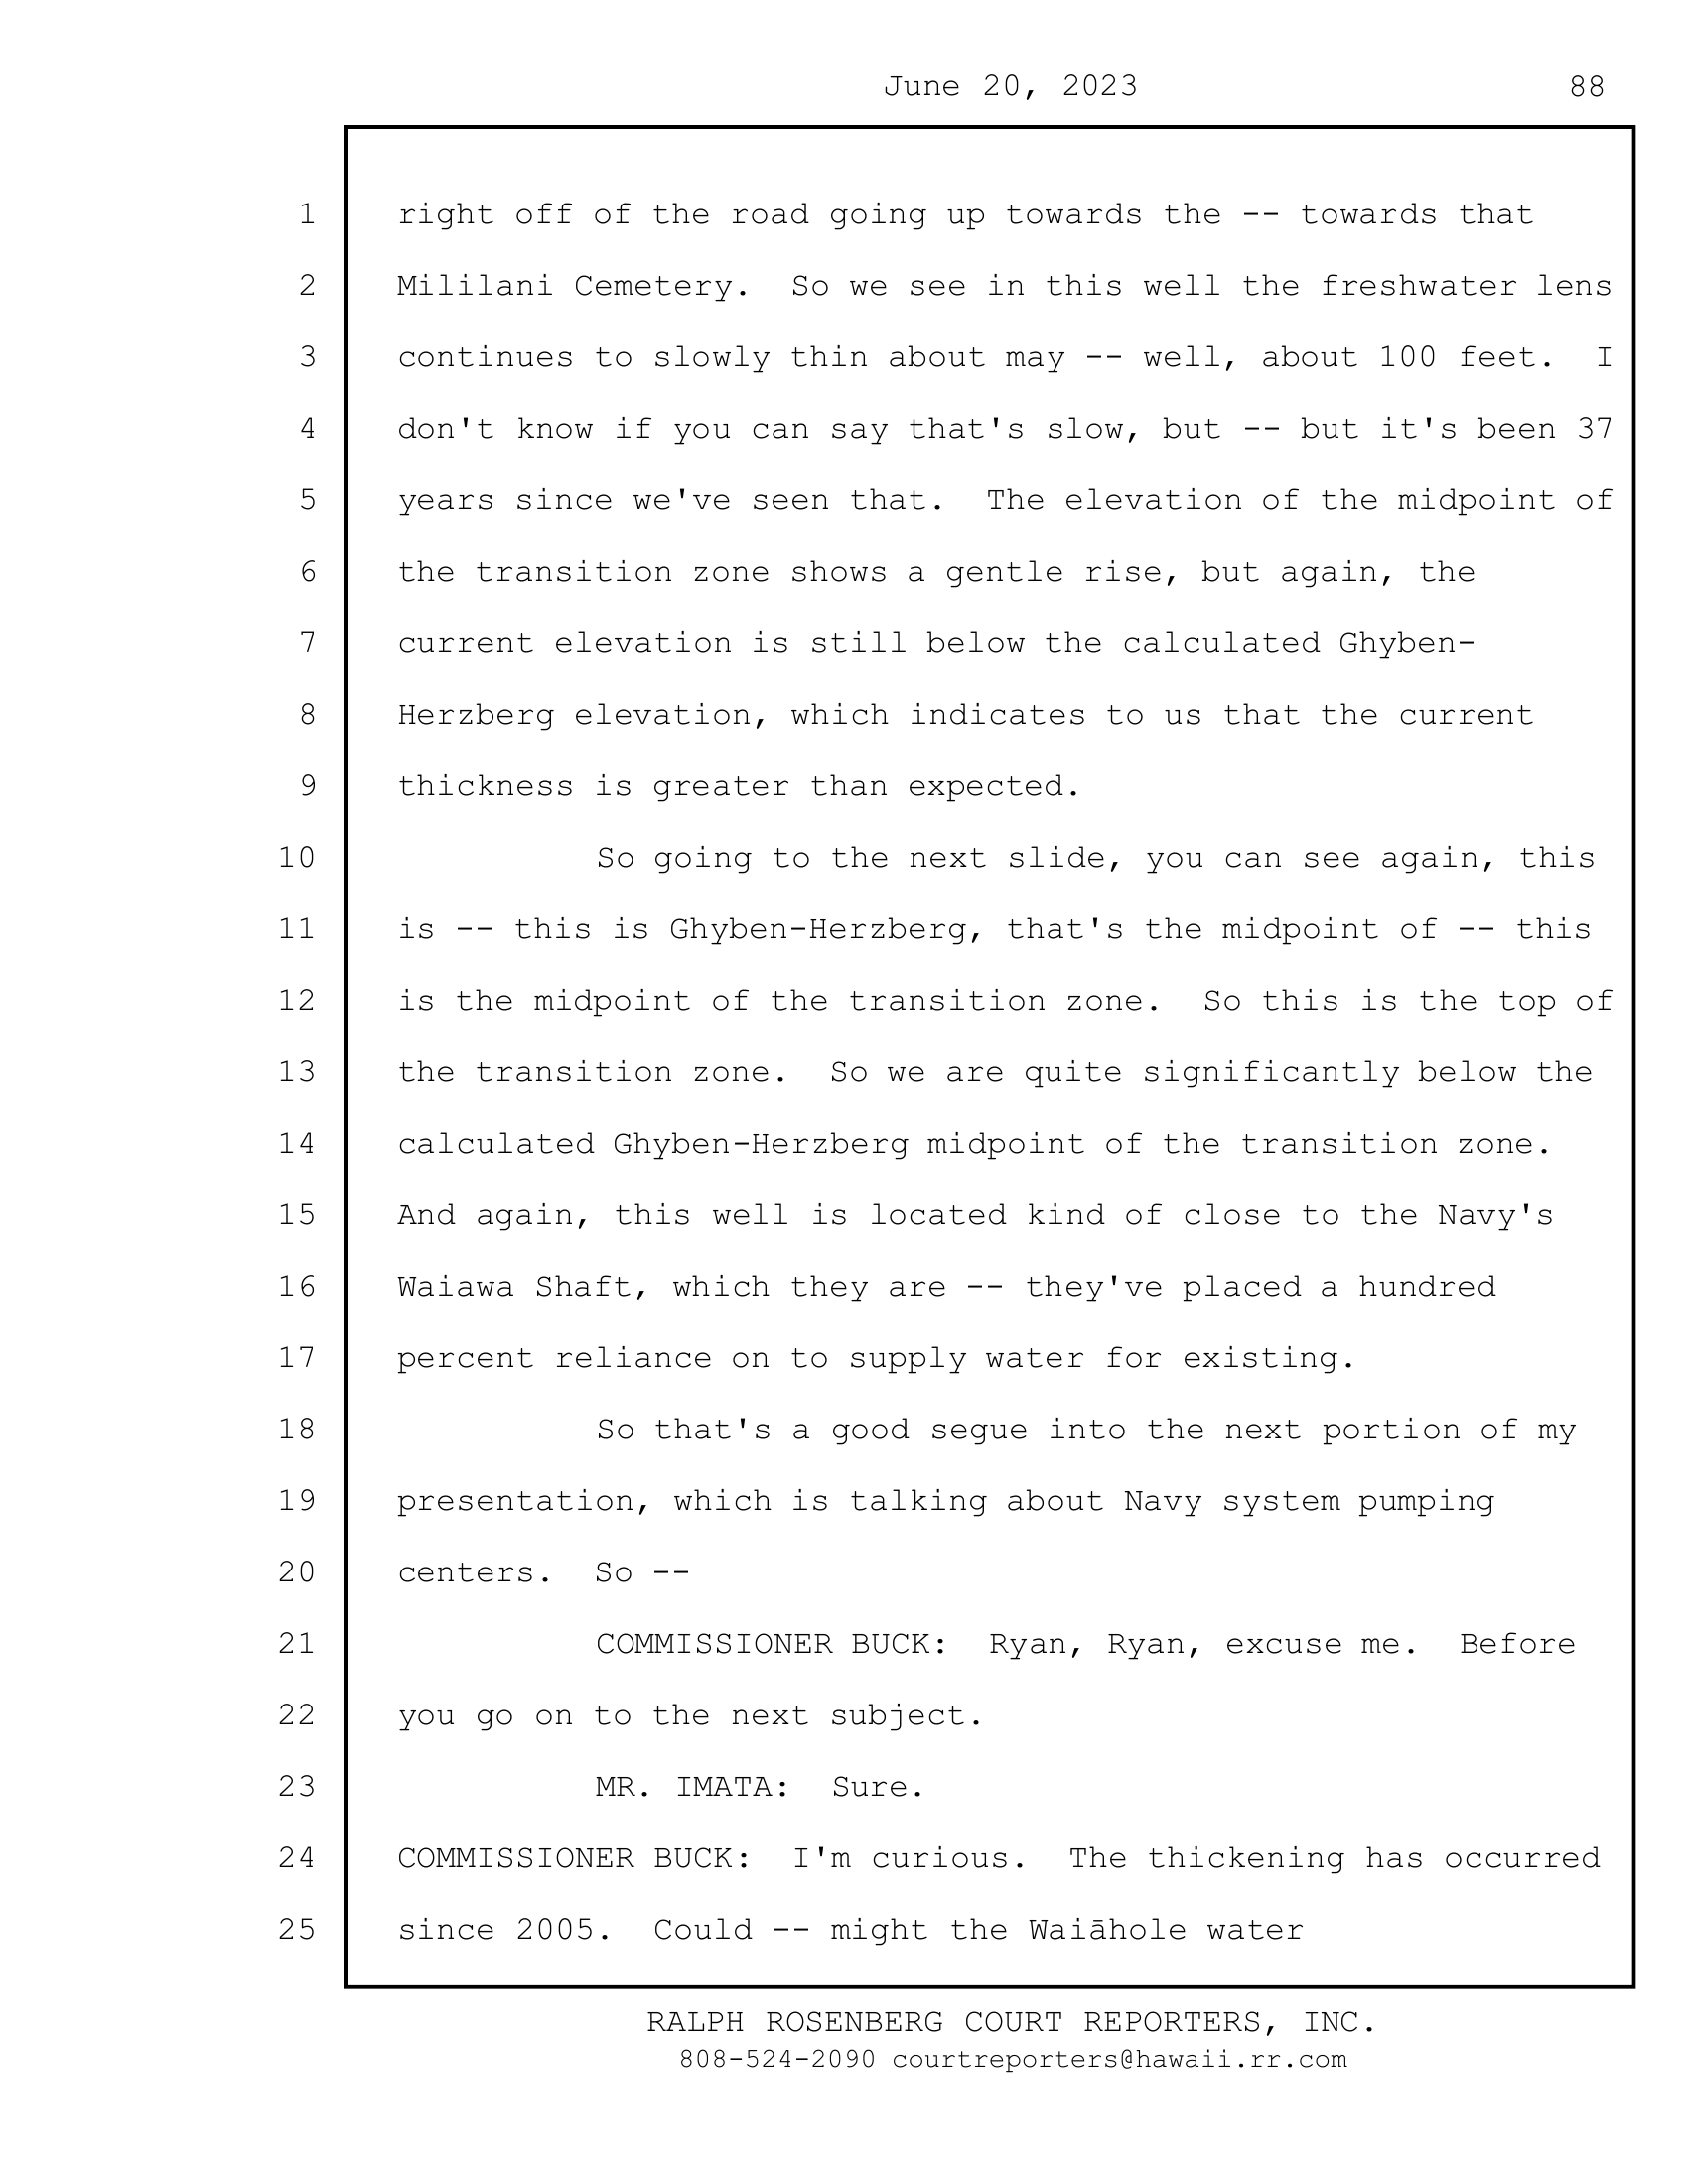 June 20, 2023 88
1 right off of the road going up towards the -- towards that
2 Mililani Cemetery.  So we see in this well the freshwater lens
3 continues to slowly thin about may -- well, about 100 feet.  I
4 don't know if you can say that's slow, but -- but it's been 37
5 years since we've seen that.  The elevation of the midpoint of
6 the transition zone shows a gentle rise, but again, the
7 current elevation is still below the calculated Ghyben-
8 Herzberg elevation, which indicates to us that the current
9 thickness is greater than expected.
10 So going to the next slide, you can see again, this
11 is -- this is Ghyben-Herzberg, that's the midpoint of -- this
12 is the midpoint of the transition zone.  So this is the top of
13 the transition zone.  So we are quite significantly below the
14 calculated Ghyben-Herzberg midpoint of the transition zone.
15 And again, this well is located kind of close to the Navy's
16 Waiawa Shaft, which they are -- they've placed a hundred
17 percent reliance on to supply water for existing.
18 So that's a good segue into the next portion of my
19 presentation, which is talking about Navy system pumping
20 centers.  So --
21 COMMISSIONER BUCK:  Ryan, Ryan, excuse me.  Before
22 you go on to the next subject.
23 MR. IMATA:  Sure.
24 COMMISSIONER BUCK:  I'm curious.  The thickening has occurred
25 since 2005.  Could -- might the Waiāhole water
RALPH ROSENBERG COURT REPORTERS, INC.
808-524-2090 courtreporters@hawaii.rr.com